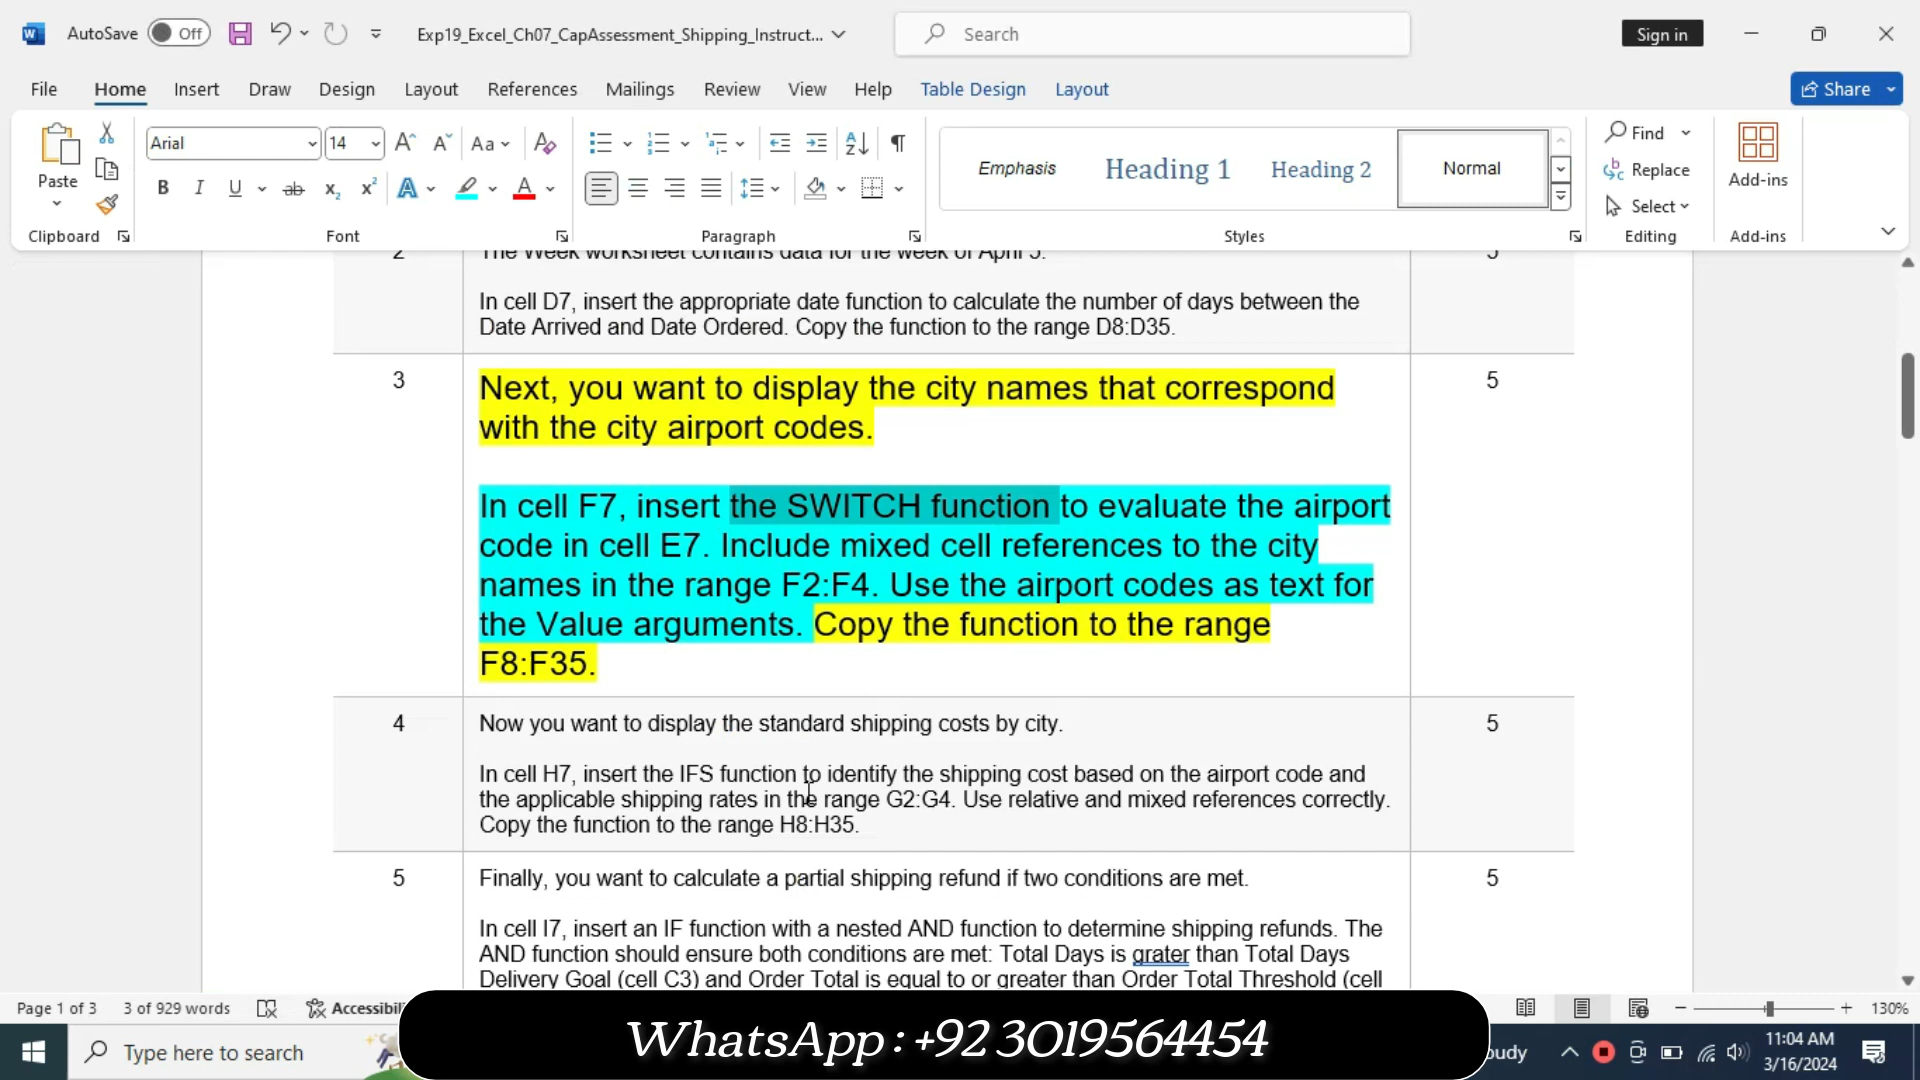 AutoSave Off Exp19_Excel_Ch07_CapAssessment_Shipping_Instruct... Search Sign in
File Home Insert Draw Design Layout References Mailings Review View Help Table Design Layout Share
Paste Arial 14 Aa Emphasis Heading 1 Heading 2 Normal Find Replace Select Add-ins
Clipboard Font Paragraph Styles Editing Add-ins
2 The Week worksheet contains data for the week of April 5. 5
In cell D7, insert the appropriate date function to calculate the number of days between the
Date Arrived and Date Ordered. Copy the function to the range D8:D35.
3 Next, you want to display the city names that correspond 5
with the city airport codes.
In cell F7, insert the SWITCH function to evaluate the airport
code in cell E7. Include mixed cell references to the city
names in the range F2:F4. Use the airport codes as text for
the Value arguments. Copy the function to the range
F8:F35.
4 Now you want to display the standard shipping costs by city. 5
In cell H7, insert the IFS function to identify the shipping cost based on the airport code and
the applicable shipping rates in the range G2:G4. Use relative and mixed references correctly.
Copy the function to the range H8:H35.
5 Finally, you want to calculate a partial shipping refund if two conditions are met. 5
In cell I7, insert an IF function with a nested AND function to determine shipping refunds. The
AND function should ensure both conditions are met: Total Days is grater than Total Days
Delivery Goal (cell C3) and Order Total is equal to or greater than Order Total Threshold (cell
Page 1 of 3 3 of 929 words 130%
WhatsApp : +92 3019564454
Type here to search 11:04 AM
3/16/2024